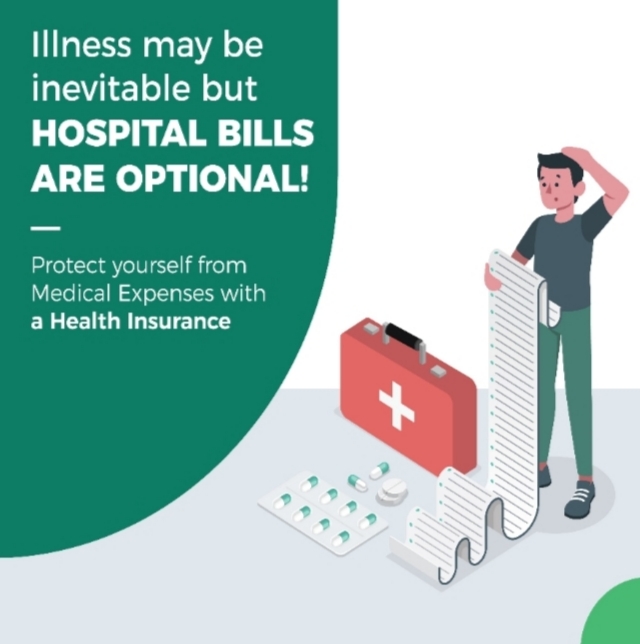 Illness may be
inevitable but
HOSPITAL BILLS
ARE OPTIONAL!
Protect yourself from
Medical Expenses with
a Health Insurance